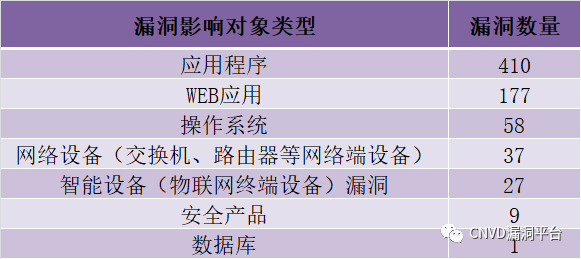 漏洞影响对象类型 漏洞数量
应用程序 410
WEB应用 177
操作系统 58
网络设备（交换机、路由器等网络端设备） 37
智能设备（物联网终端设备）漏洞 27
安全产品 9
数据库 1
CNVD漏洞平台